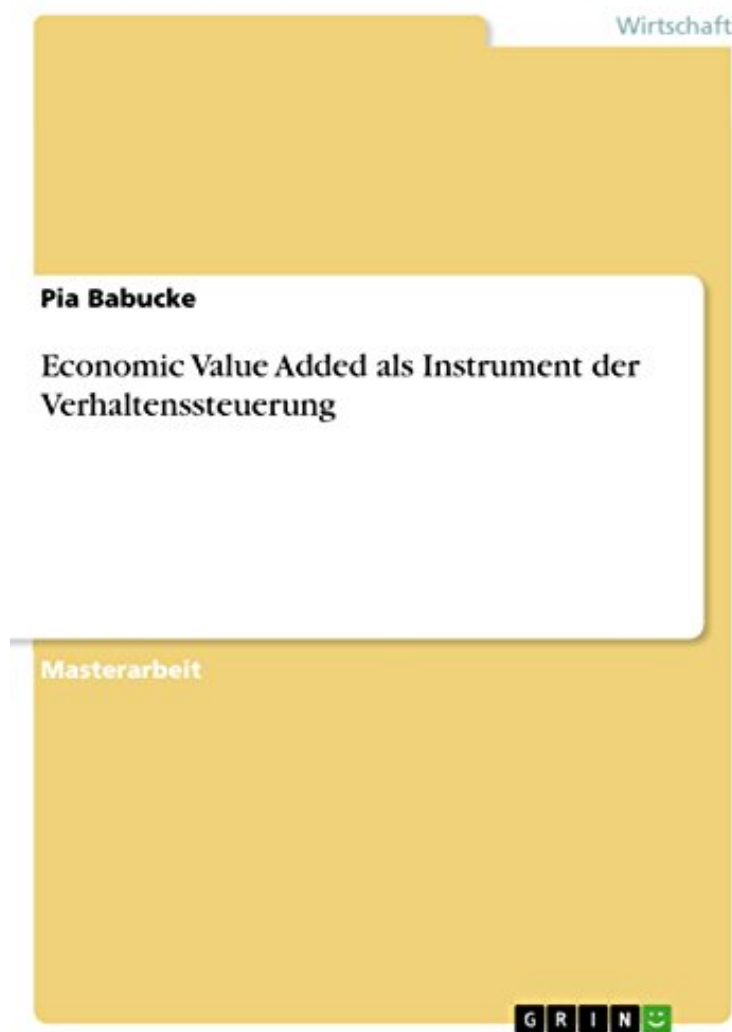 Wirtschaft
Pia Babucke
Economic Value Added als Instrument der
Verhaltenssteuerung
Masterarbeit
GRIN